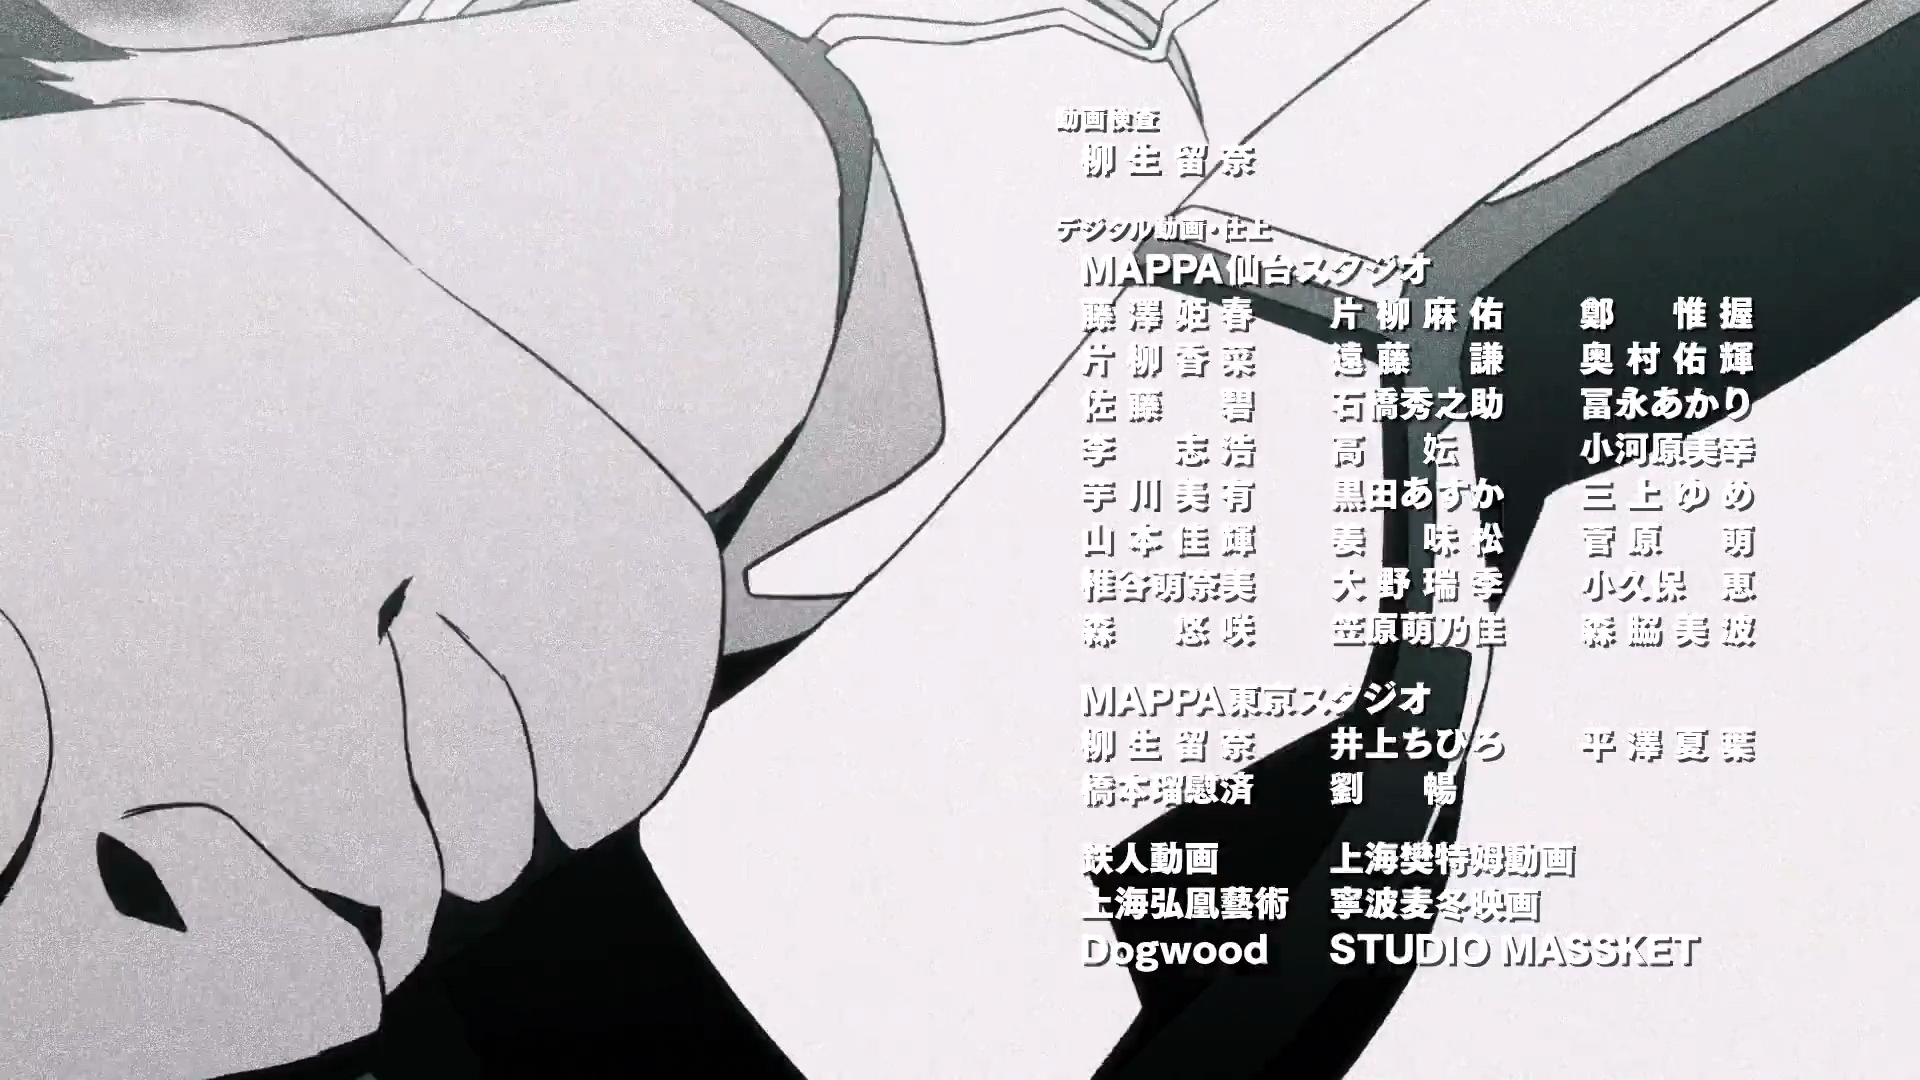 動画検査
柳生留奈
デジタル動画・仕上
MAPPA仙台スタジオ
藤澤姫春 片柳麻佑 鄭惟握
片柳香菜 遠藤謙 奥村佑輝
佐藤碧 石橋秀之助 冨永あかり
李志浩 高妘 小河原美幸
芋川美有 黒田あすか 三上ゆめ
山本佳輝 姜味松 菅原萌
椎谷萌奈美 大野瑞季 小久保恵
森悠咲 笠原萌乃佳 森脇美波
MAPPA東京スタジオ
柳生留奈 井上ちひろ 平澤夏葉
橋本瑠慰済 劉暢
鉄人動画 上海樊特姆動画
上海弘凰藝術 寧波麦冬映画
Dogwood STUDIO MASSKET